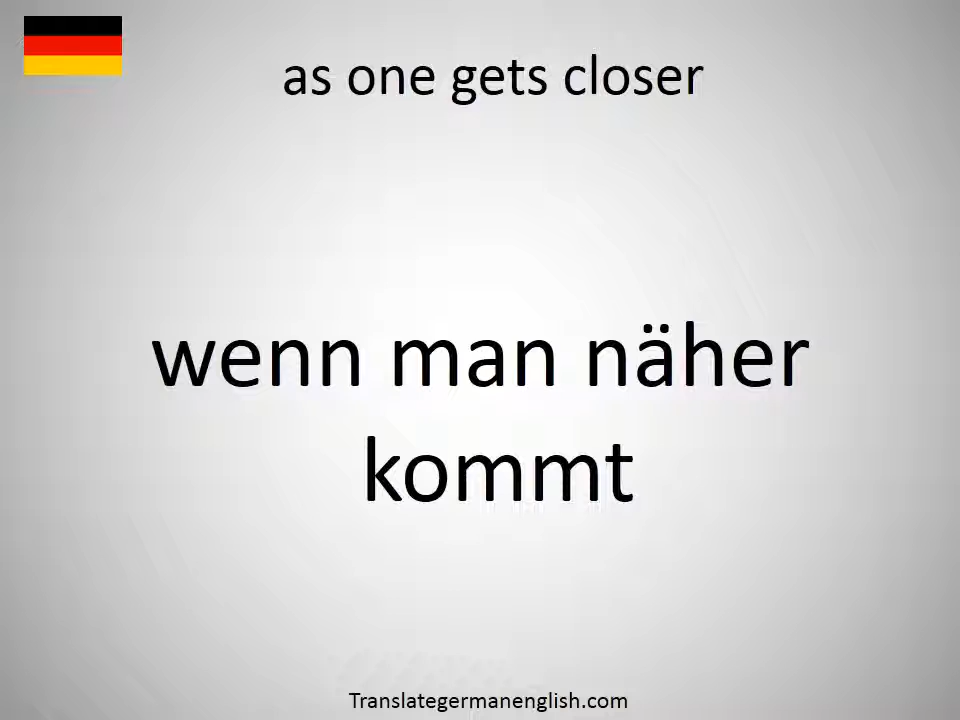 as one gets closer
wenn man näher
kommt
Translategermanenglish.com